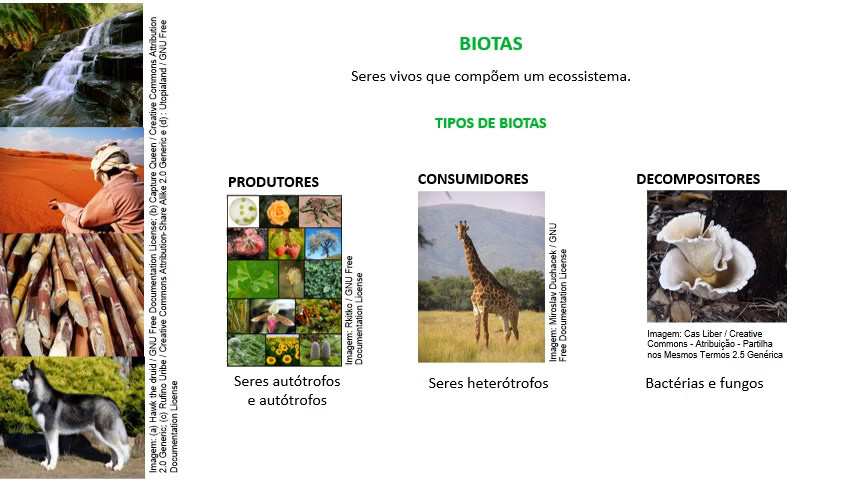 BIOTAS
Seres vivos que compõem um ecossistema.
TIPOS DE BIOTAS
PRODUTORES
CONSUMIDORES
DECOMPOSITORES
Imagem: (a) Hawk the druid / GNU Free Documentation License; (b) Capture Queen / Creative Commons Attribution
2.0 Generic; (c) Rufino Uribe / Creative Commons Attribution-Share Alike 2.0 Generic e (d) : Utopialand / GNU Free
Documentation License
Imagem: Rkitko / GNU Free
Documentation License
Imagem: Miroslav Duchacek / GNU
Free Documentation License
Imagem: Cas Liber / Creative
Commons - Atribuição - Partilha
nos Mesmos Termos 2.5 Genérica
Seres autótrofos
e autótrofos
Seres heterótrofos
Bactérias e fungos